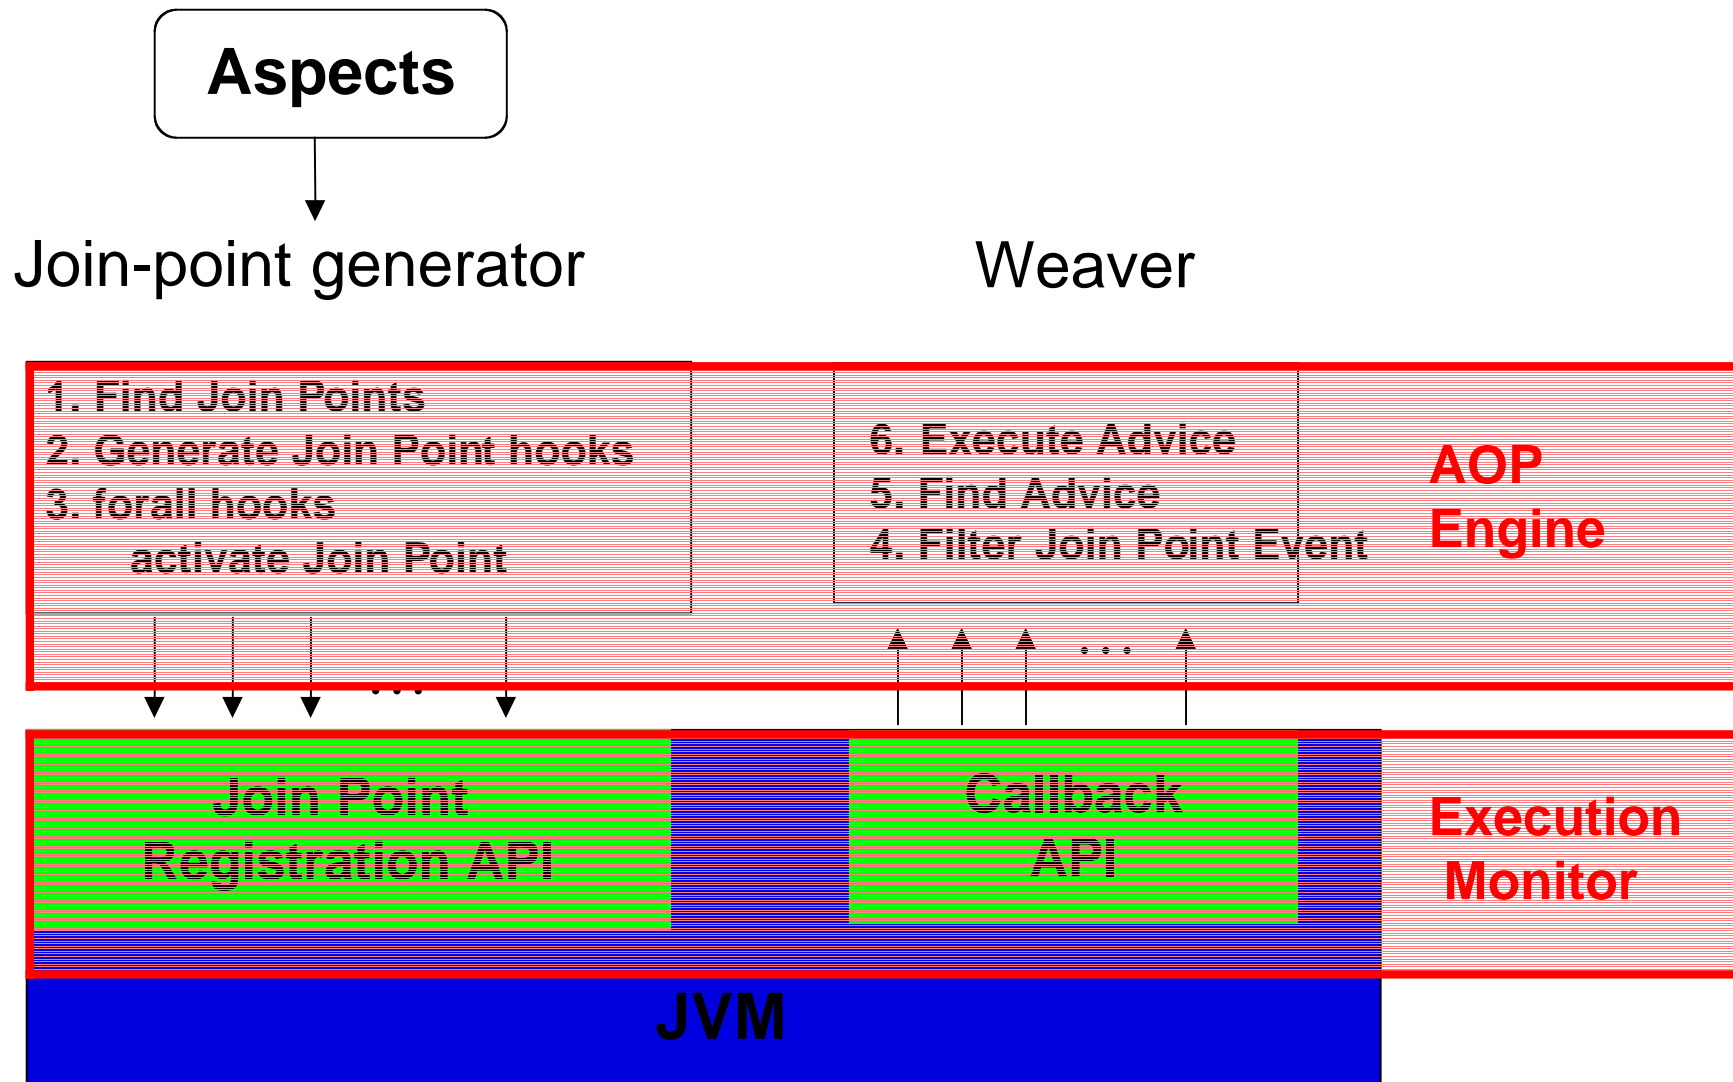 Aspects
Join-point generator
Weaver
1. Find Join Points
2. Generate Join Point hooks
3. forall hooks
activate Join Point
6. Execute Advice
5. Find Advice
4. Filter Join Point Event
AOP
Engine
...
...
Join Point
Registration API
Callback
API
Execution
Monitor
JVM